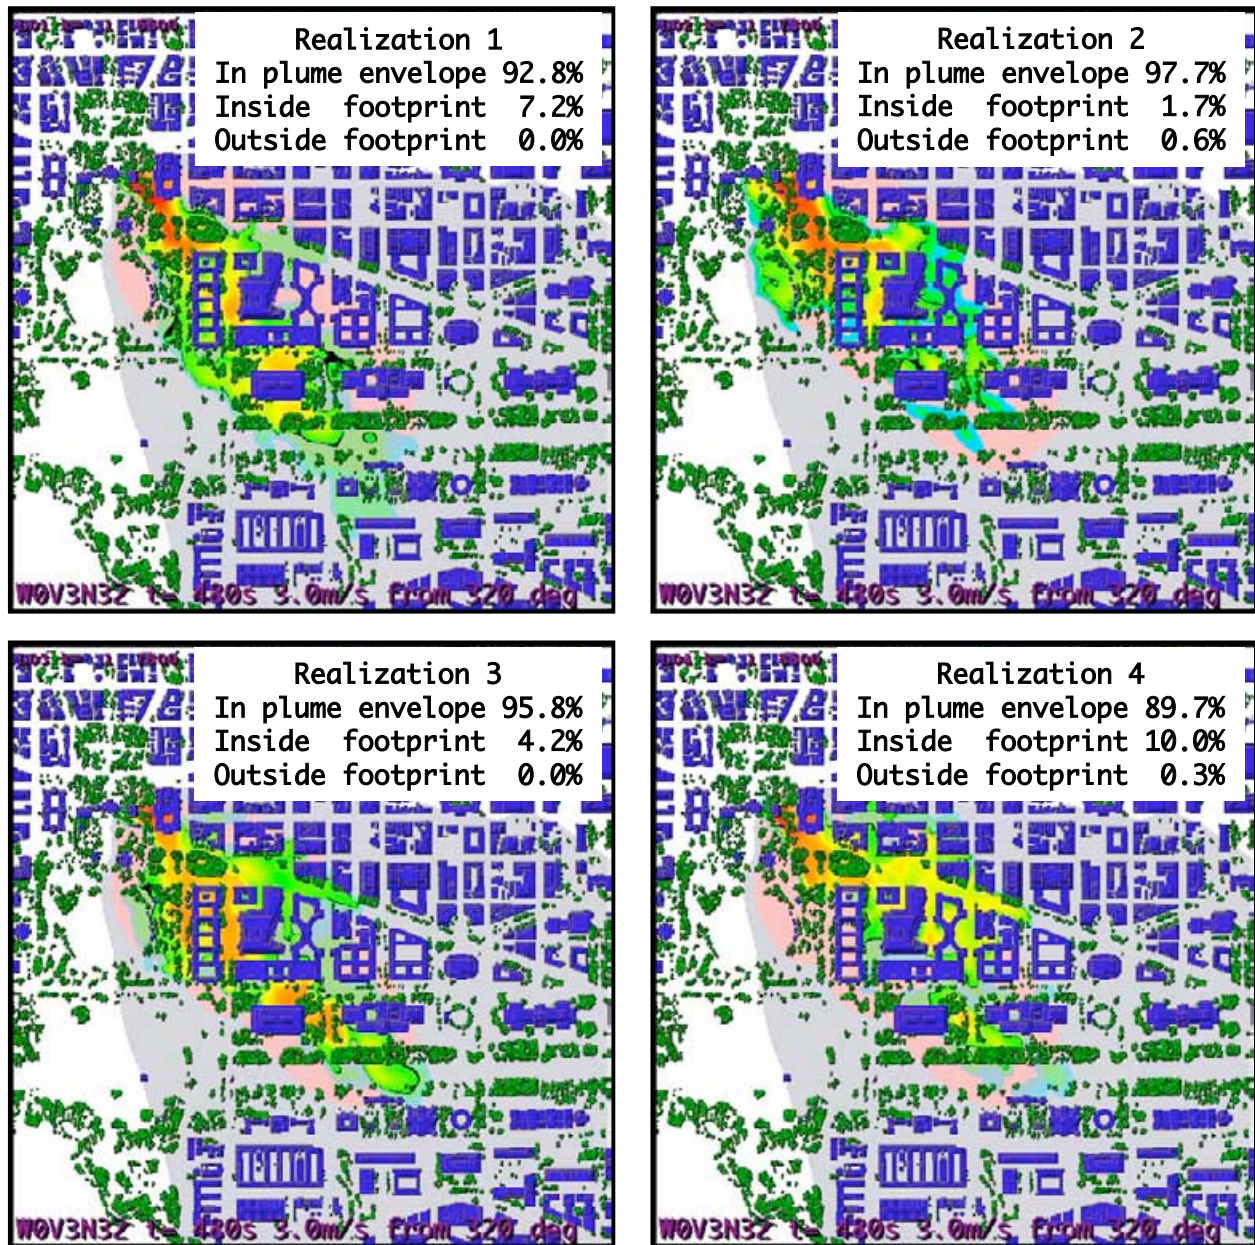 Realization 1
In plume envelope 92.8%
Inside footprint 7.2%
Outside footprint 0.0%
W0V3N32 t= 480s 3.0m/s from 320 deg
Realization 2
In plume envelope 97.7%
Inside footprint 1.7%
Outside footprint 0.6%
W0V3N32 t= 480s 3.0m/s from 320 deg
Realization 3
In plume envelope 95.8%
Inside footprint 4.2%
Outside footprint 0.0%
W0V3N32 t= 480s 3.0m/s from 320 deg
Realization 4
In plume envelope 89.7%
Inside footprint 10.0%
Outside footprint 0.3%
W0V3N32 t= 480s 3.0m/s from 320 deg